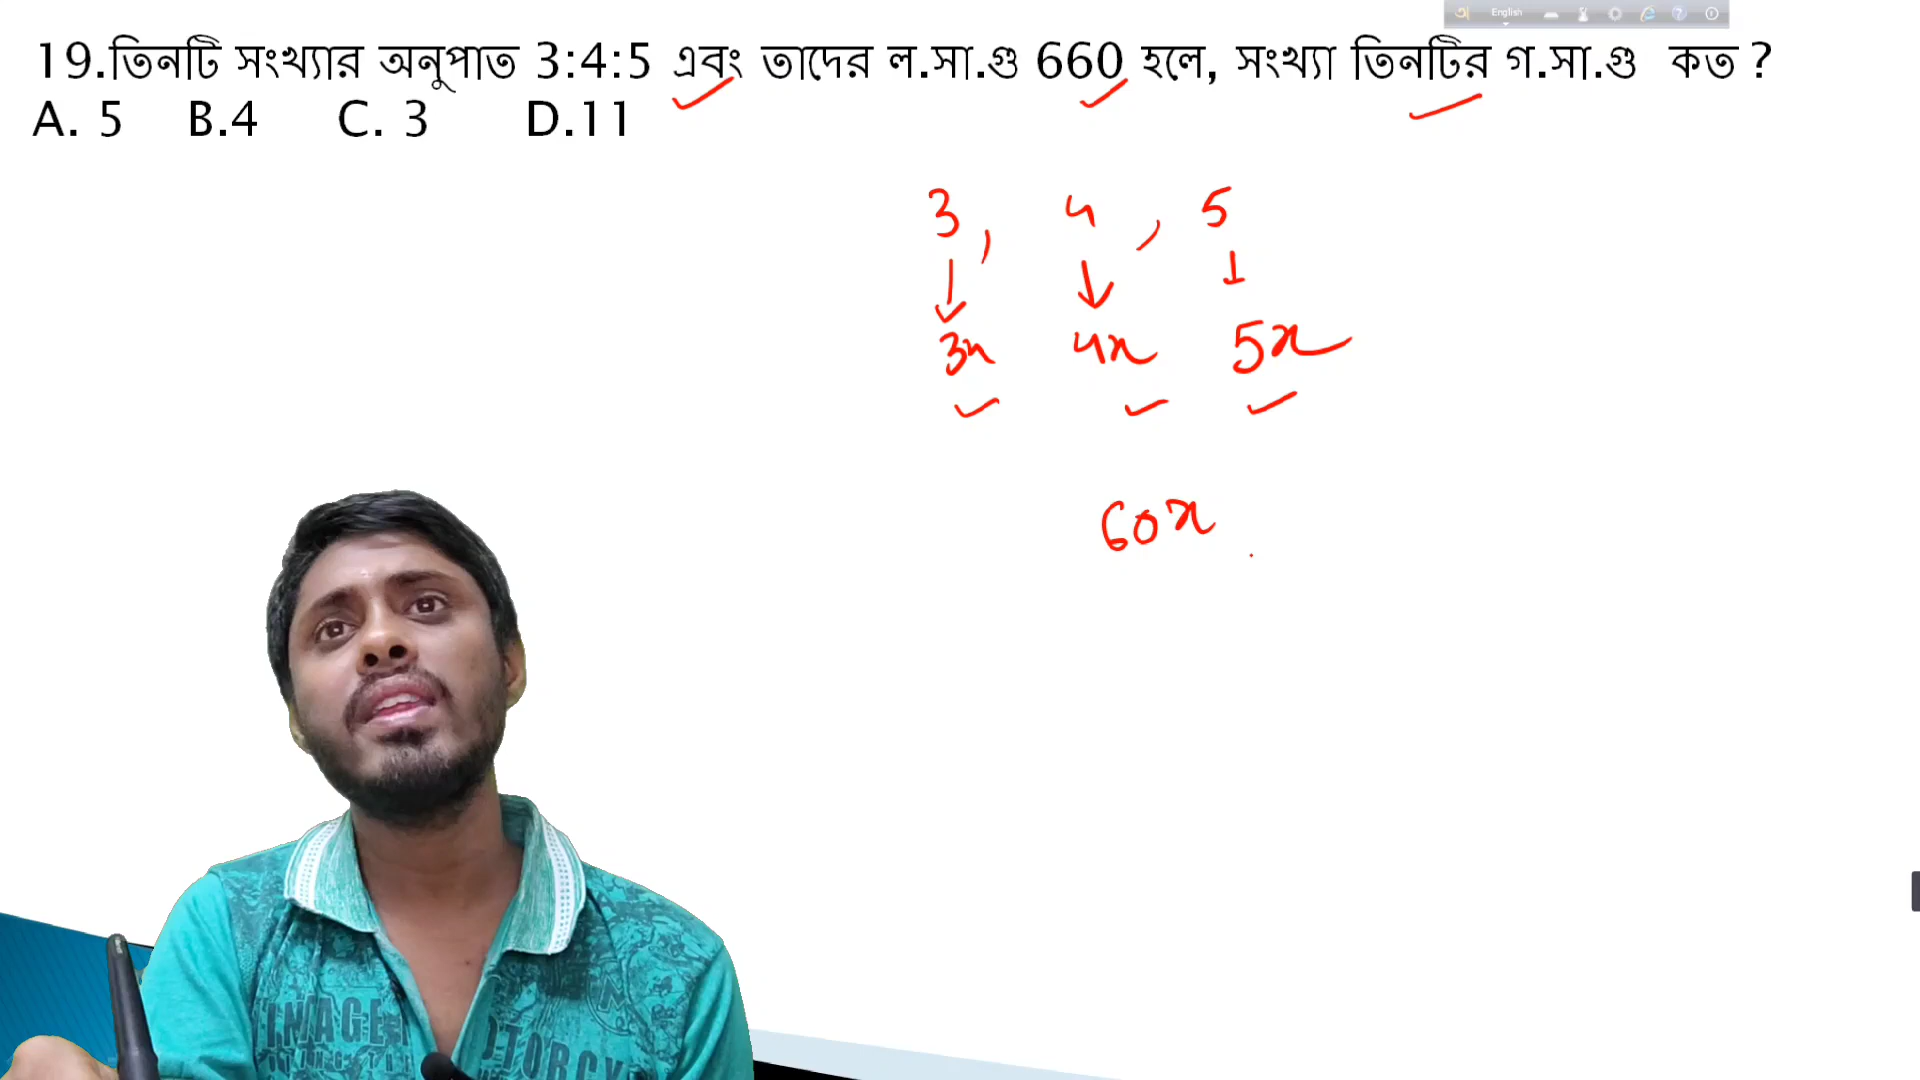 English
19.তিনটি সংখ্যার অনুপাত 3:4:5 এবং তাদের ল.সা.গু 660 হলে, সংখ্যা তিনটির গ.সা.গু কত ?
A. 5 B.4 C. 3 D.11
3, 4, 5
3x 4x 5x
60x